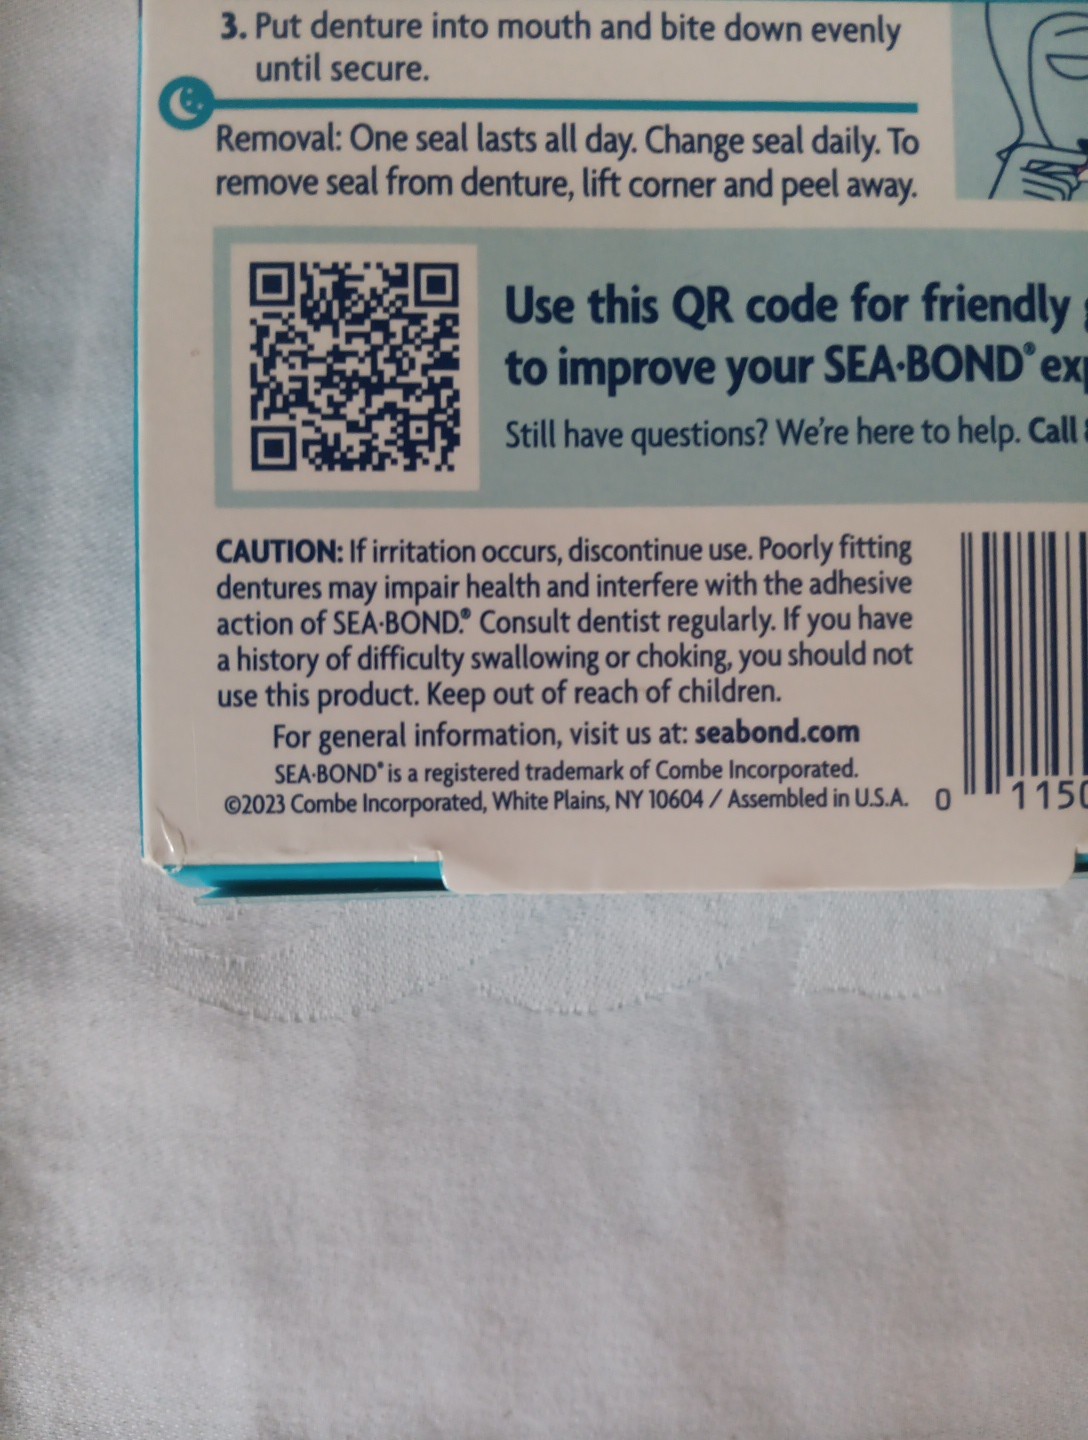 3. Put denture into mouth and bite down evenly
until secure.
Removal: One seal lasts all day. Change seal daily. To
remove seal from denture, lift corner and peel away.
Use this QR code for friendly
to improve your SEA·BOND®
Still have questions? We're here to help. Call
CAUTION: If irritation occurs, discontinue use. Poorly fitting
dentures may impair health and interfere with the adhesive
action of SEA·BOND.® Consult dentist regularly. If you have
a history of difficulty swallowing or choking, you should not
use this product. Keep out of reach of children.
For general information, visit us at: seabond.com
SEA·BOND® is a registered trademark of Combe Incorporated.
©2023 Combe Incorporated, White Plains, NY 10604 / Assembled in U.S.A.
0 1150